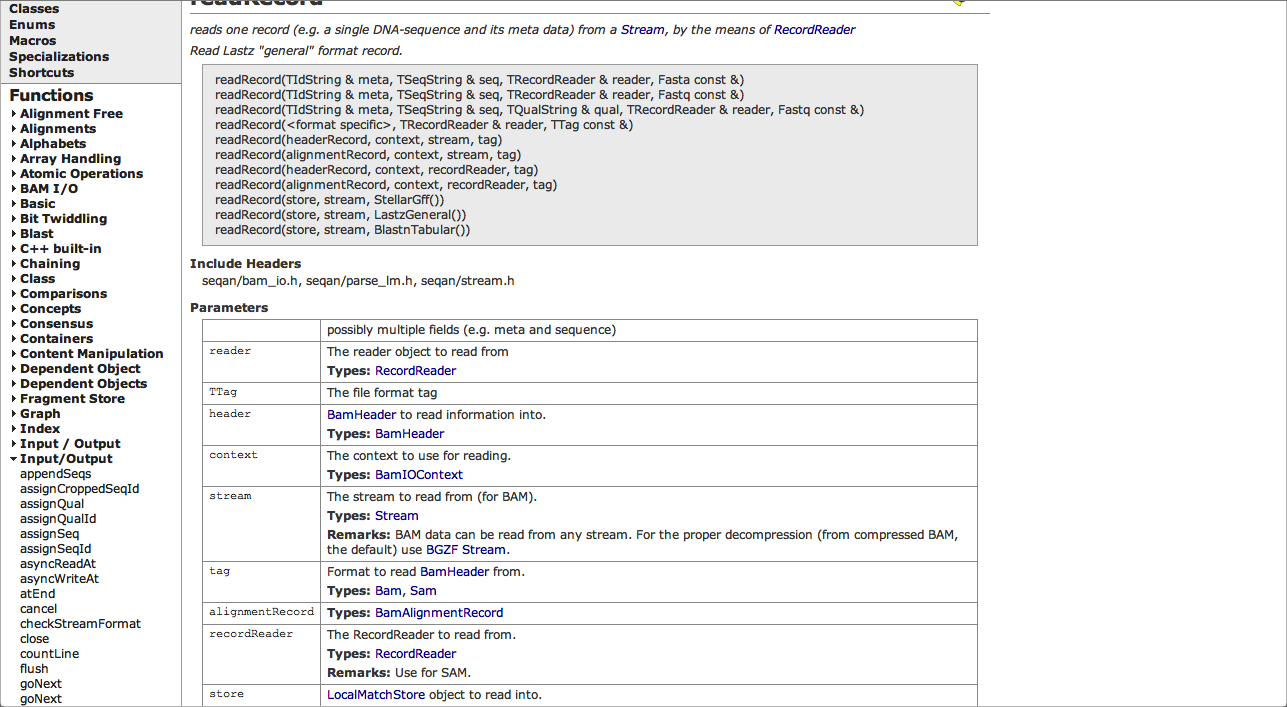 Classes
Enums
Macros
Specializations
Shortcuts
Functions
Alignment Free
Alignments
Alphabets
Array Handling
Atomic Operations
BAM I/O
Basic
Bit Twiddling
Blast
C++ built-in
Chaining
Class
Comparisons
Concepts
Consensus
Containers
Content Manipulation
Dependent Object
Dependent Objects
Fragment Store
Graph
Index
Input / Output
Input/Output
appendSeqs
assignCroppedSeqId
assignQual
assignQualId
assignSeq
assignSeqId
asyncReadAt
asyncWriteAt
atEnd
cancel
checkStreamFormat
close
countLine
flush
goNext
goNext
readRecord
reads one record (e.g. a single DNA-sequence and its meta data) from a Stream, by the means of RecordReader
Read Lastz "general" format record.
readRecord(TIdString & meta, TSeqString & seq, TRecordReader & reader, Fasta const &)
readRecord(TIdString & meta, TSeqString & seq, TRecordReader & reader, Fastq const &)
readRecord(TIdString & meta, TSeqString & seq, TQualString & qual, TRecordReader & reader, Fastq const &)
readRecord(<format specific>, TRecordReader & reader, TTag const &)
readRecord(headerRecord, context, stream, tag)
readRecord(alignmentRecord, context, stream, tag)
readRecord(headerRecord, context, recordReader, tag)
readRecord(alignmentRecord, context, recordReader, tag)
readRecord(store, stream, StellarGff())
readRecord(store, stream, LastzGeneral())
readRecord(store, stream, BlastnTabular())
Include Headers
seqan/bam_io.h, seqan/parse_lm.h, seqan/stream.h
Parameters
possibly multiple fields (e.g. meta and sequence)
reader The reader object to read from
Types: RecordReader
TTag The file format tag
header BamHeader to read information into.
Types: BamHeader
context The context to use for reading.
Types: BamIOContext
stream The stream to read from (for BAM).
Types: Stream
Remarks: BAM data can be read from any stream. For the proper decompression (from compressed BAM,
the default) use BGZF Stream.
tag Format to read BamHeader from.
Types: Bam, Sam
alignmentRecord Types: BamAlignmentRecord
recordReader The RecordReader to read from.
Types: RecordReader
Remarks: Use for SAM.
store LocalMatchStore object to read into.